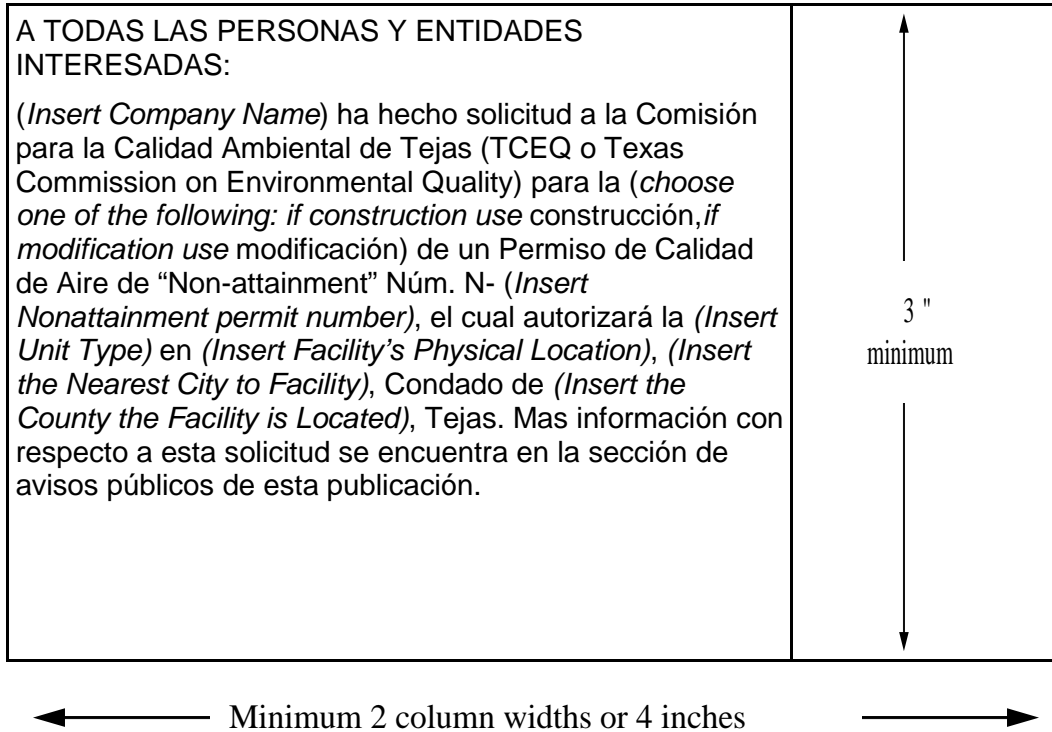 A TODAS LAS PERSONAS Y ENTIDADES
INTERESADAS:
(Insert Company Name) ha hecho solicitud a la Comisión
para la Calidad Ambiental de Tejas (TCEQ o Texas
Commission on Environmental Quality) para la (choose
one of the following: if construction use construcción,if
modification use modificación) de un Permiso de Calidad
de Aire de “Non-attainment” Núm. N- (Insert
Nonattainment permit number), el cual autorizará la (Insert
Unit Type) en (Insert Facility’s Physical Location), (Insert
the Nearest City to Facility), Condado de (Insert the
County the Facility is Located), Tejas. Mas información con
respecto a esta solicitud se encuentra en la sección de
avisos públicos de esta publicación.
3 "
minimum
Minimum 2 column widths or 4 inches